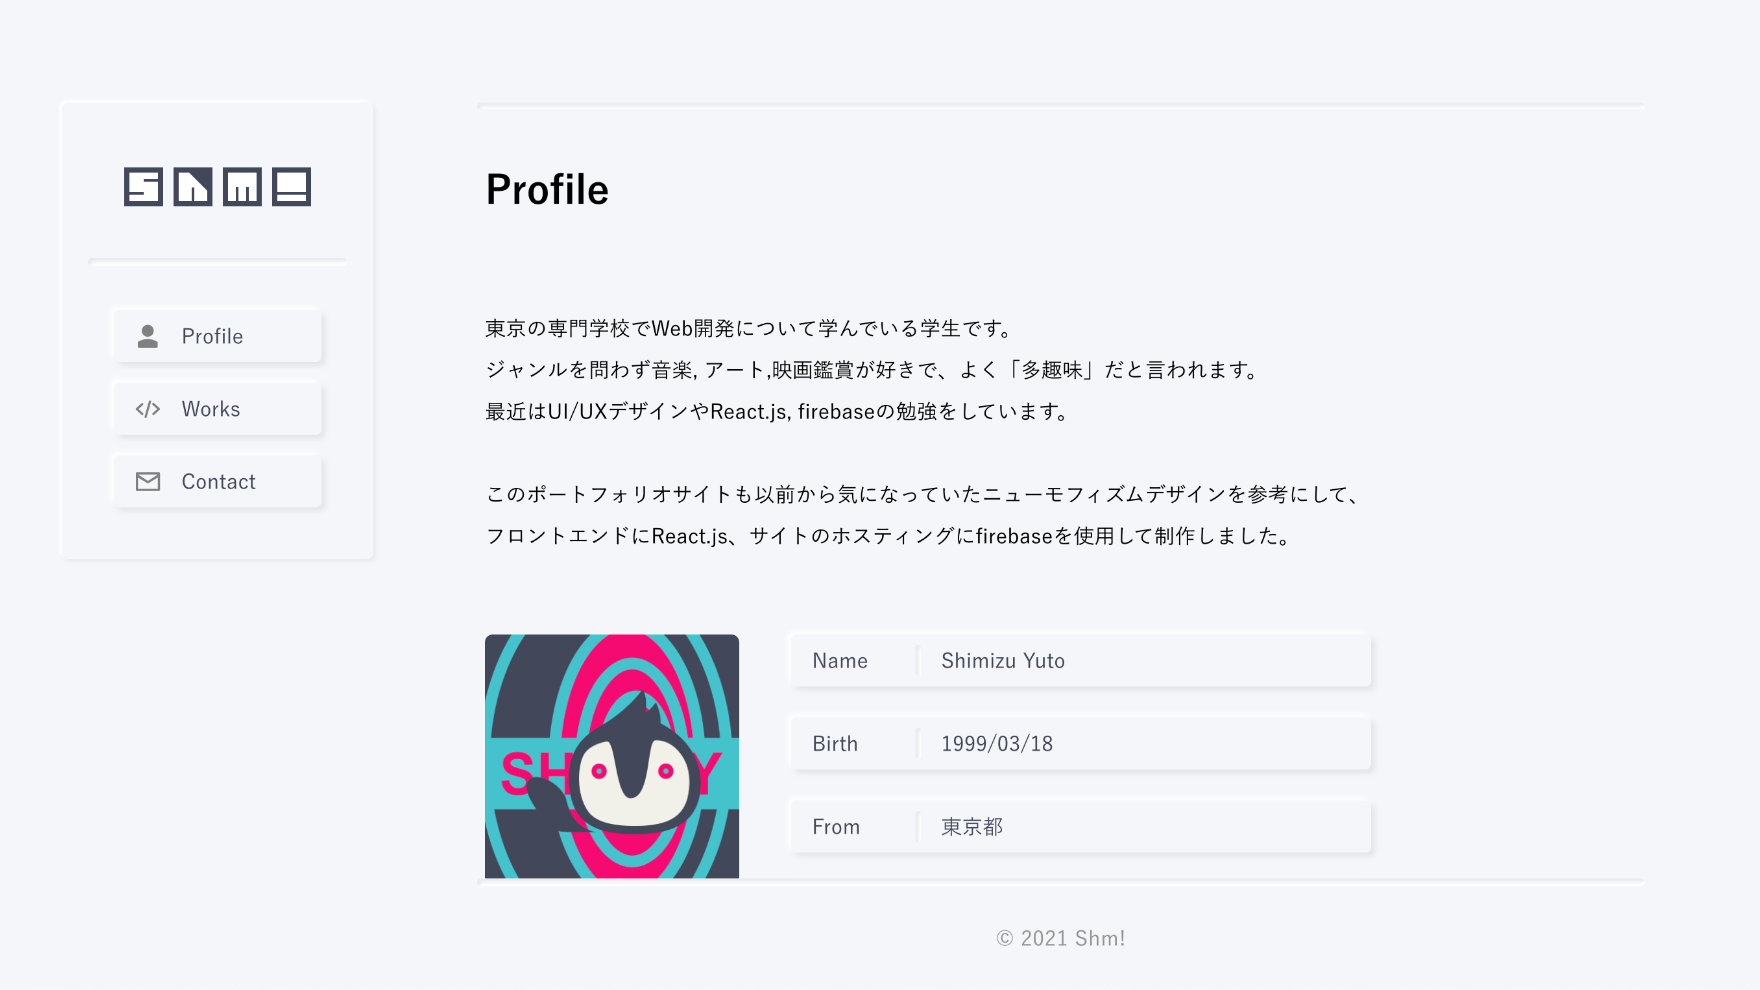 shm!
Profile
Works
Contact
Profile
東京の専門学校でWeb開発について学んでいる学生です。
ジャンルを問わず音楽, アート,映画鑑賞が好きで、よく「多趣味」だと言われます。
最近はUI/UXデザインやReact.js, firebaseの勉強をしています。
このポートフォリオサイトも以前から気になっていたニューモフィズムデザインを参考にして、
フロントエンドにReact.js、サイトのホスティングにfirebaseを使用して制作しました。
SH Y
Name Shimizu Yuto
Birth 1999/03/18
From 東京都
© 2021 Shm!